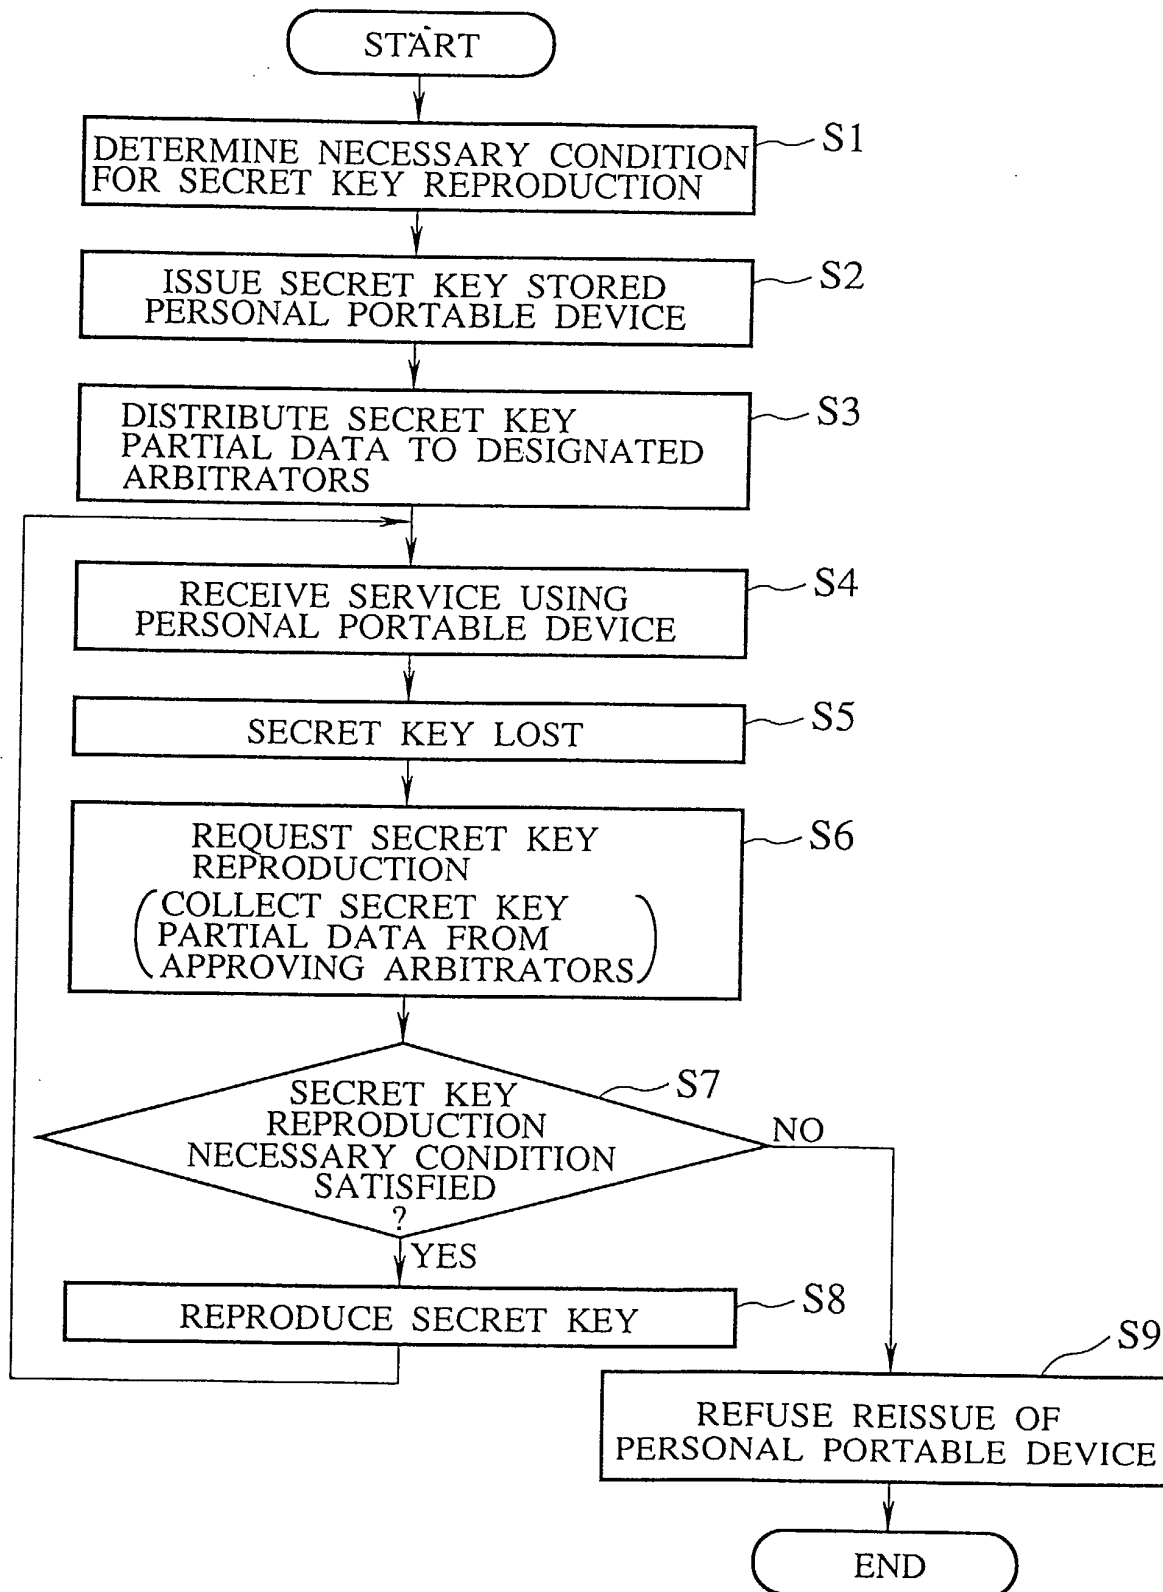 START
DETERMINE NECESSARY CONDITION
FOR SECRET KEY REPRODUCTION
S1
ISSUE SECRET KEY STORED
PERSONAL PORTABLE DEVICE
S2
DISTRIBUTE SECRET KEY
PARTIAL DATA TO DESIGNATED
ARBITRATORS
S3
RECEIVE SERVICE USING
PERSONAL PORTABLE DEVICE
S4
SECRET KEY LOST
S5
REQUEST SECRET KEY
REPRODUCTION
(COLLECT SECRET KEY
PARTIAL DATA FROM
APPROVING ARBITRATORS)
S6
SECRET KEY
REPRODUCTION
NECESSARY CONDITION
SATISFIED
?
S7
NO
YES
REPRODUCE SECRET KEY
S8
S9
REFUSE REISSUE OF
PERSONAL PORTABLE DEVICE
END